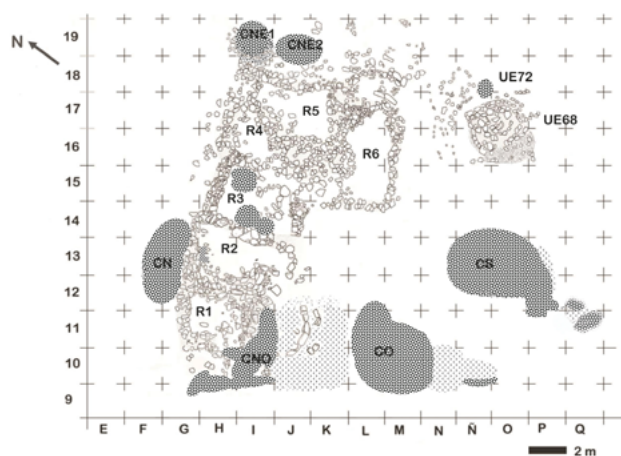 N
19
18
17
16
15
14
13
12
11
10
9
CNE1
CNE2
UE72
R5
R4
UE68
R6
R3
R2
CN
CS
R1
CNO
CO
E F G H I J K L M N Ñ O P Q
2 m